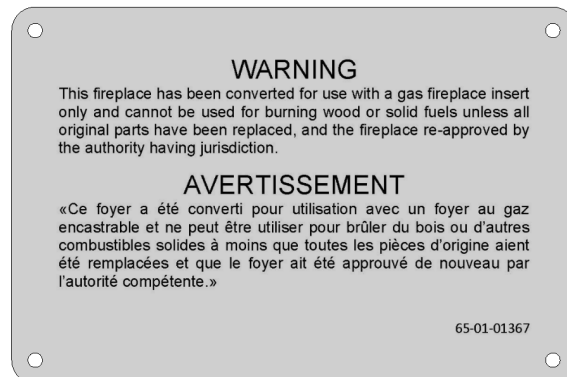 WARNING
This fireplace has been converted for use with a gas fireplace insert
only and cannot be used for burning wood or solid fuels unless all
original parts have been replaced, and the fireplace re-approved by
the authority having jurisdiction.
AVERTISSEMENT
«Ce foyer a été converti pour utilisation avec un foyer au gaz
encastrable et ne peut être utiliser pour brûler du bois ou d’autres
combustibles solides à moins que toutes les pièces d’origine aient
été remplacées et que le foyer ait été approuvé de nouveau par
l’autorité compétente.»
65-01-01367